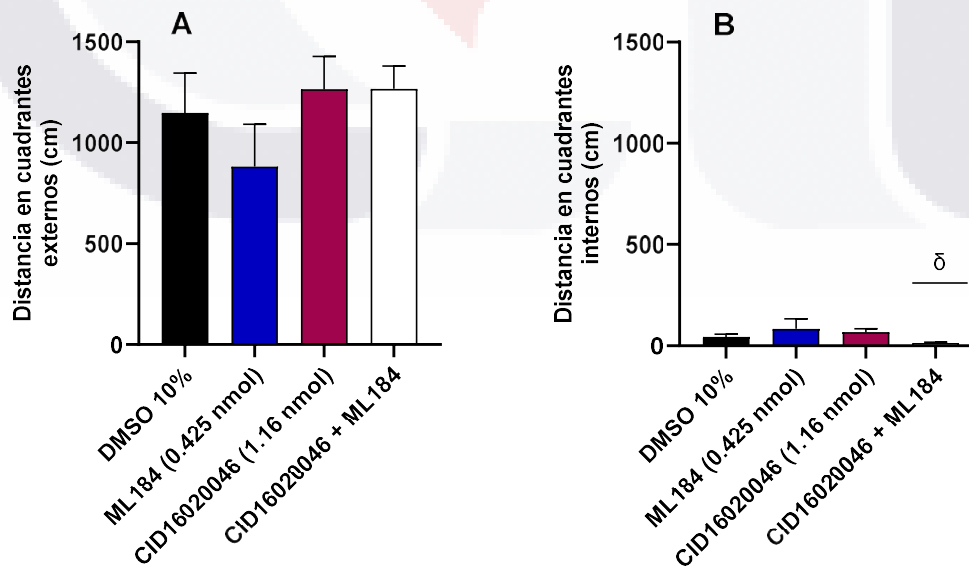 A
1500
1000
500
0
Distancia en cuadrantes
externos (cm)
DMSO 10%
ML184 (0.425 nmol)
CID16020046 (1.16 nmol)
CID16020046 + ML184
B
1500
1000
500
0
Distancia en cuadrantes
internos (cm)
δ
DMSO 10%
ML184 (0.425 nmol)
CID16020046 (1.16 nmol)
CID16020046 + ML184